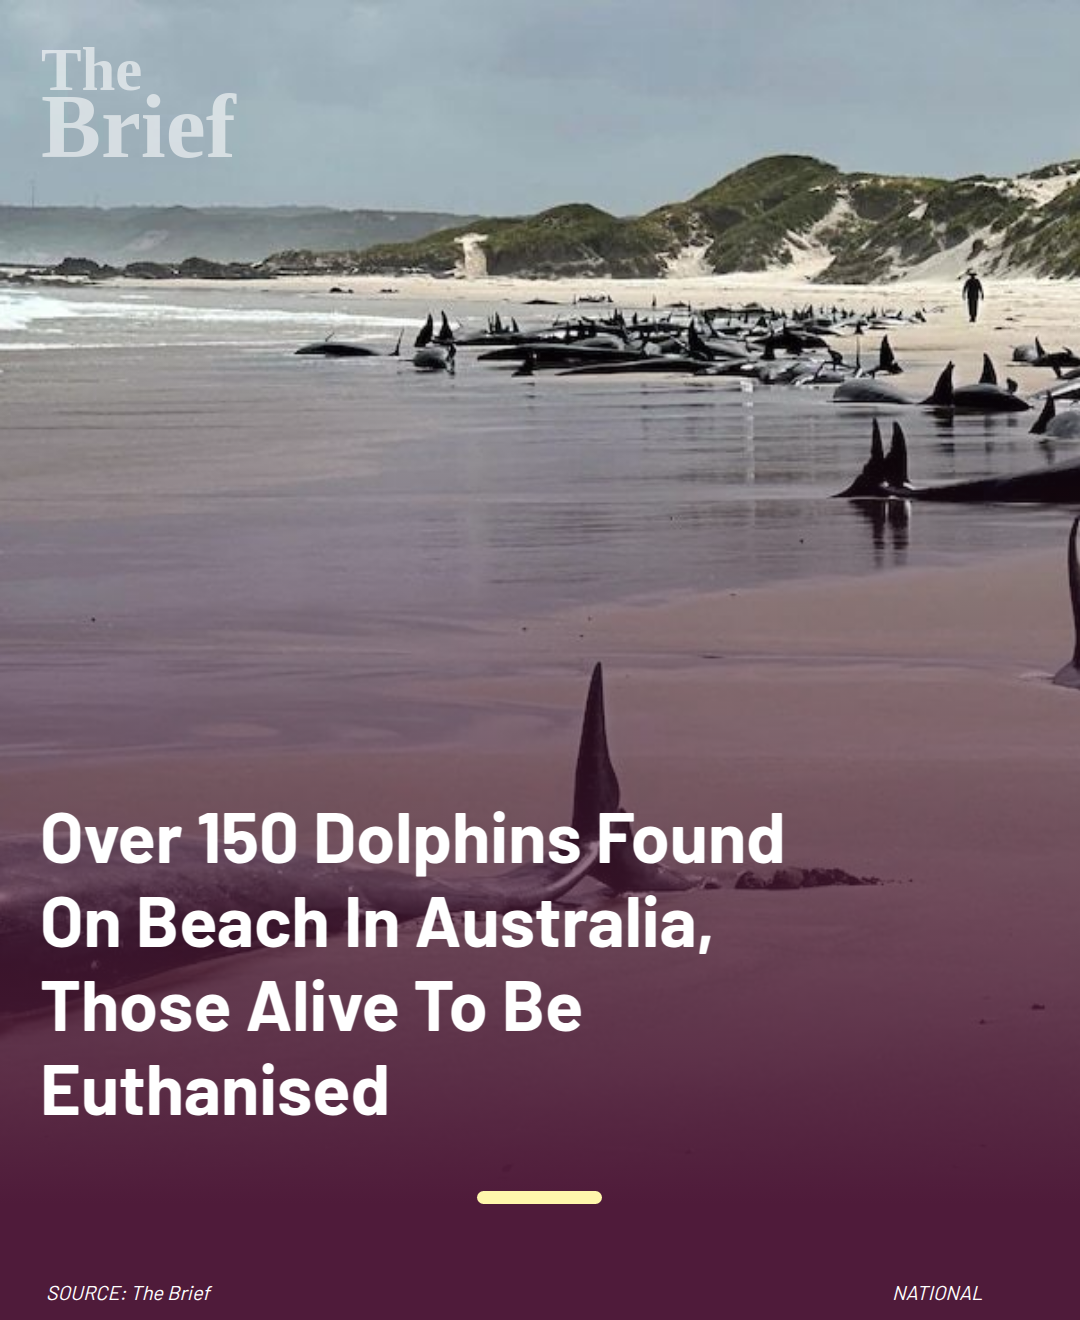 The
Brief
Over 150 Dolphins Found
On Beach In Australia,
Those Alive To Be
Euthanised
SOURCE: The Brief
NATIONAL